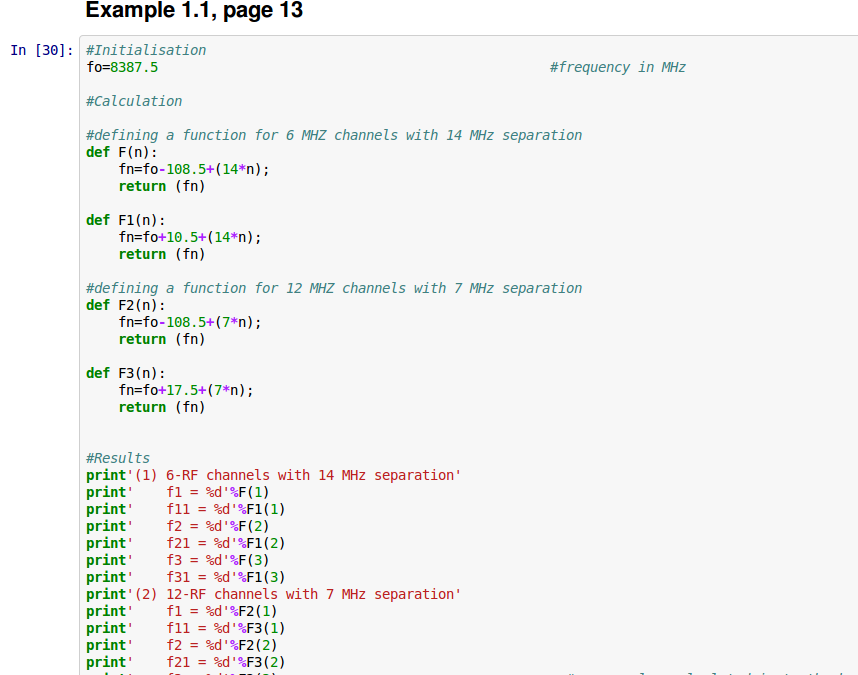 Example 1.1, page 13
In [30]: #Initialisation
fo=8387.5 #frequency in MHz
#Calculation
#defining a function for 6 MHZ channels with 14 MHz separation
def F(n):
    fn=fo-108.5+(14*n);
    return (fn)
def F1(n):
    fn=fo+10.5+(14*n);
    return (fn)
#defining a function for 12 MHZ channels with 7 MHz separation
def F2(n):
    fn=fo-108.5+(7*n);
    return (fn)
def F3(n):
    fn=fo+17.5+(7*n);
    return (fn)
#Results
print'(1) 6-RF channels with 14 MHz separation'
print'    f1 = %d'%F(1)
print'    f11 = %d'%F1(1)
print'    f2 = %d'%F(2)
print'    f21 = %d'%F1(2)
print'    f3 = %d'%F(3)
print'    f31 = %d'%F1(3)
print'(2) 12-RF channels with 7 MHz separation'
print'    f1 = %d'%F2(1)
print'    f11 = %d'%F3(1)
print'    f2 = %d'%F2(2)
print'    f21 = %d'%F3(2)